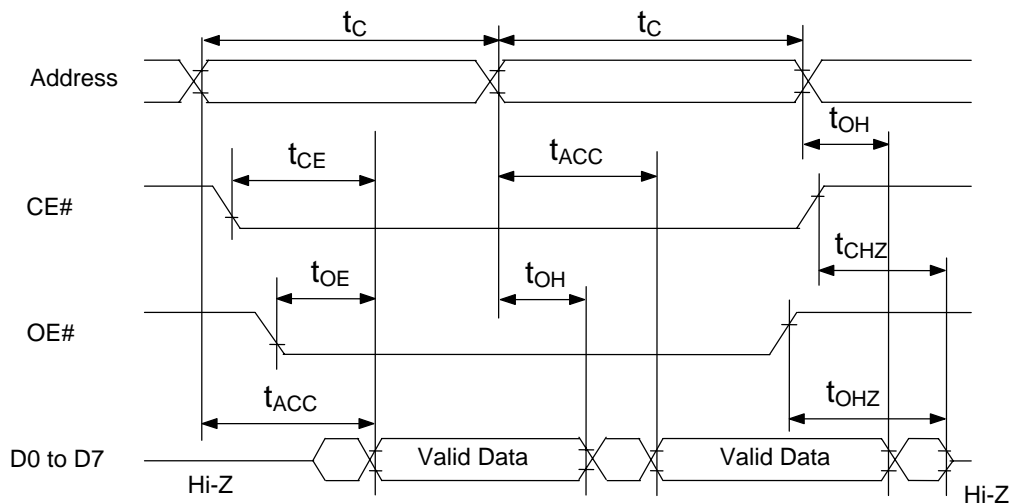 tC tC
Address
tOH
tCE tACC
CE#
tCHZ
tOE tOH
OE#
tACC tOHZ
D0 to D7 Valid Data Valid Data
Hi-Z Hi-Z